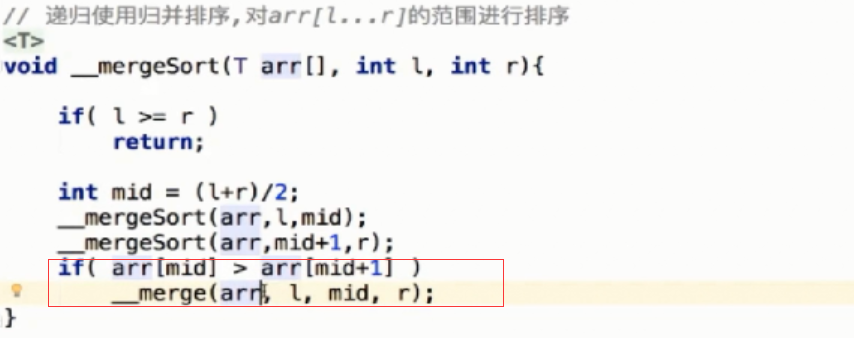 // 递归使用归并排序,对arr[l...r]的范围进行排序
<T>
void __mergeSort(T arr[], int l, int r){
if( l >= r )
return;
int mid = (l+r)/2;
__mergeSort(arr,l,mid);
__mergeSort(arr,mid+1,r);
if( arr[mid] > arr[mid+1] )
__merge(arr, l, mid, r);
}